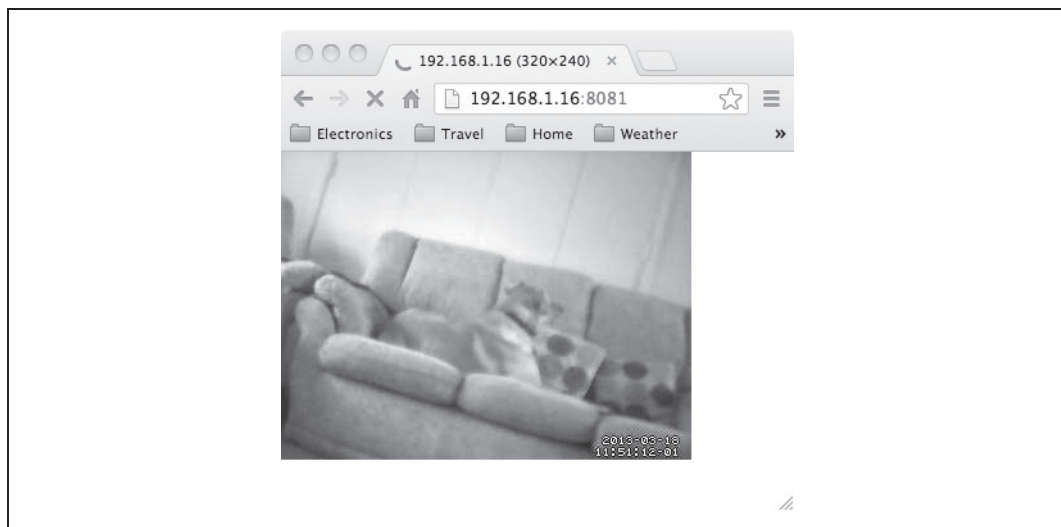 192.168.1.16 (320×240) ×
192.168.1.16:8081
Electronics Travel Home Weather »
2013-03-18
11:51:12-01